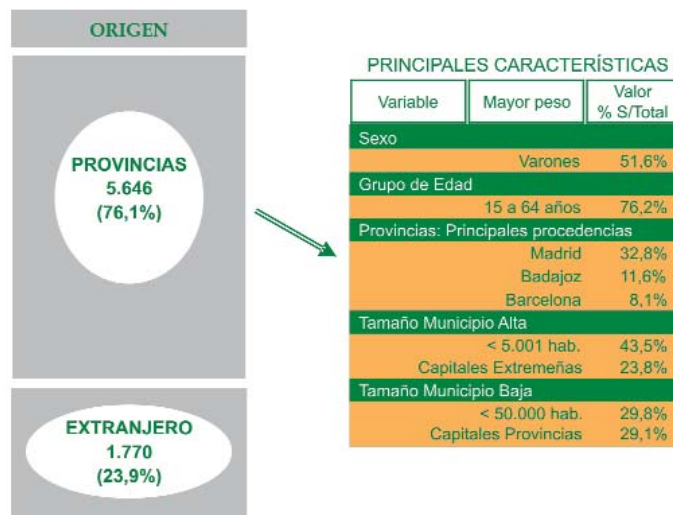 ORIGEN
PROVINCIAS
5.646
(76,1%)
EXTRANJERO
1.770
(23,9%)
PRINCIPALES CARACTERÍSTICAS
Variable Mayor peso Valor % S/Total
Sexo
Varones 51,6%
Grupo de Edad
15 a 64 años 76,2%
Provincias: Principales procedencias
Madrid 32,8%
Badajoz 11,6%
Barcelona 8,1%
Tamaño Municipio Alta
< 5.001 hab. 43,5%
Capitales Extremeñas 23,8%
Tamaño Municipio Baja
< 50.000 hab. 29,8%
Capitales Provincias 29,1%